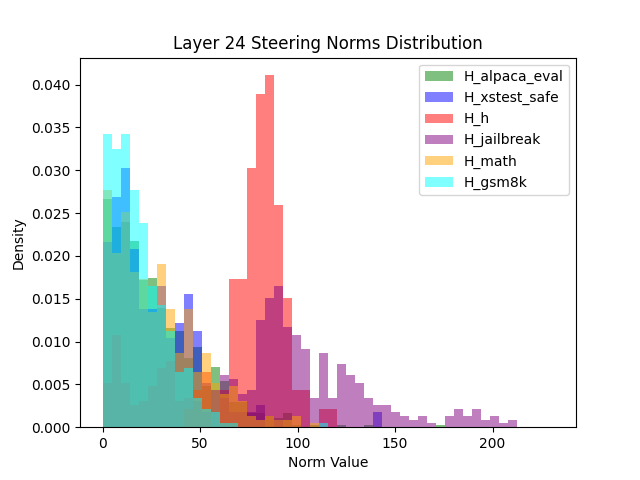 Layer 24 Steering Norms Distribution
0.040
0.035
0.030
0.025
0.020
0.015
0.010
0.005
0.000
Density
H_alpaca_eval
H_xstest_safe
H_h
H_jailbreak
H_math
H_gsm8k
0 50 100 150 200
Norm Value